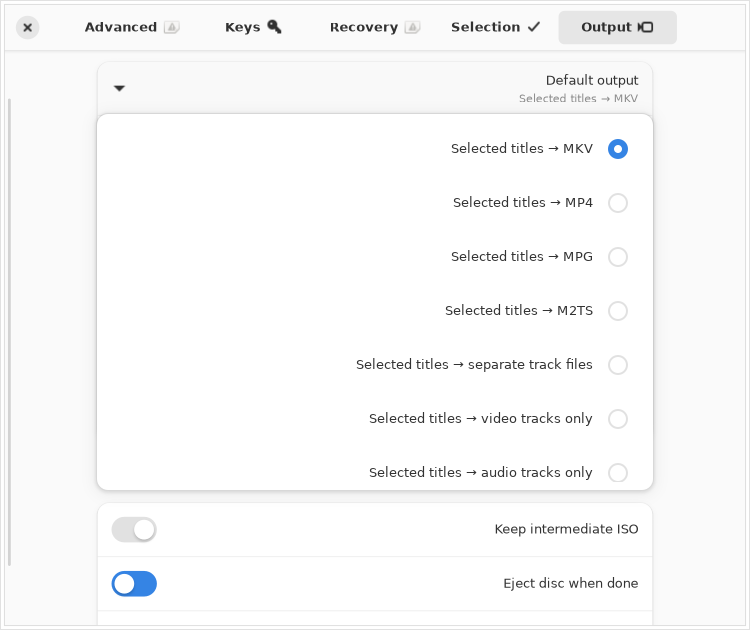 Advanced
Keys
Recovery
Selection
Output
Default output
Selected titles → MKV
Selected titles → MKV
Selected titles → MP4
Selected titles → MPG
Selected titles → M2TS
Selected titles → separate track files
Selected titles → video tracks only
Selected titles → audio tracks only
Keep intermediate ISO
Eject disc when done